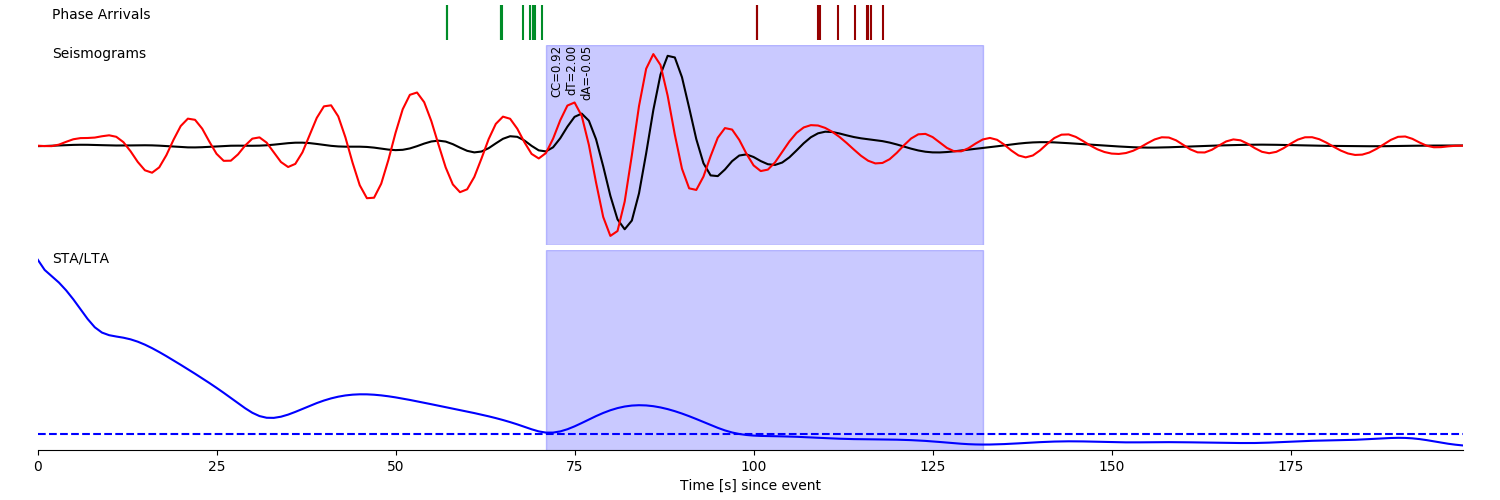 Phase Arrivals
Seismograms
CC=0.92
dT=2.00
dA=-0.05
STA/LTA
0 25 50 75 100 125 150 175
Time [s] since event